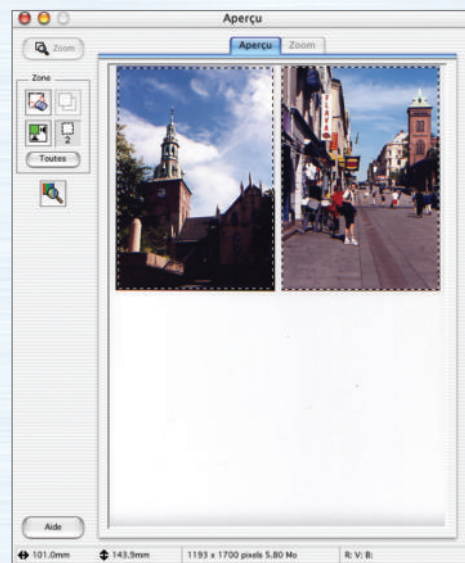 Aperçu
Zoom
Aperçu Zoom
Zone
2
Toutes
Aide
101.0mm 143.9mm 1193 x 1700 pixels 5,80 Mo R: V: B: